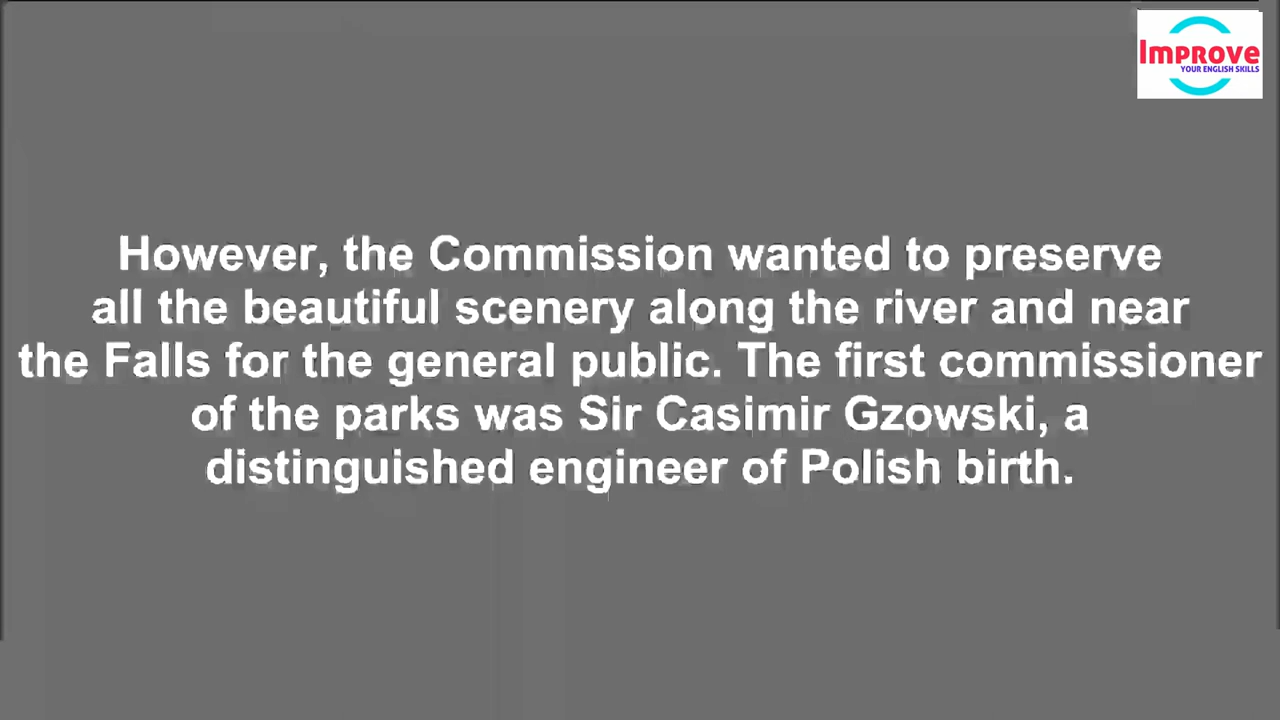 Improve
YOUR ENGLISH SKILLS
However, the Commission wanted to preserve
all the beautiful scenery along the river and near
the Falls for the general public. The first commissioner
of the parks was Sir Casimir Gzowski, a
distinguished engineer of Polish birth.